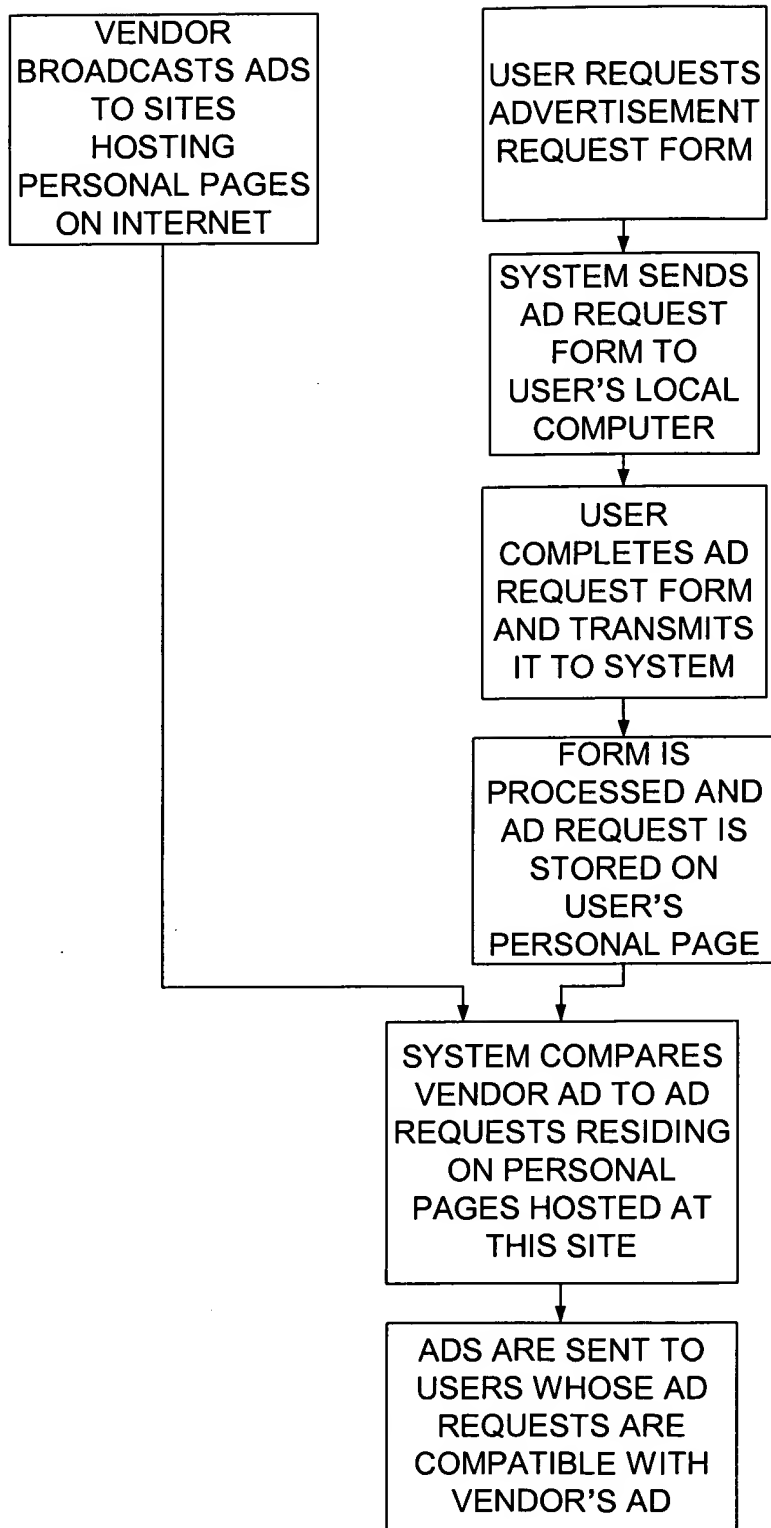 VENDOR
BROADCASTS ADS
TO SITES
HOSTING
PERSONAL PAGES
ON INTERNET
USER REQUESTS
ADVERTISEMENT
REQUEST FORM
SYSTEM SENDS
AD REQUEST
FORM TO
USER'S LOCAL
COMPUTER
USER
COMPLETES AD
REQUEST FORM
AND TRANSMITS
IT TO SYSTEM
FORM IS
PROCESSED AND
AD REQUEST IS
STORED ON
USER'S
PERSONAL PAGE
SYSTEM COMPARES
VENDOR AD TO AD
REQUESTS RESIDING
ON PERSONAL
PAGES HOSTED AT
THIS SITE
ADS ARE SENT TO
USERS WHOSE AD
REQUESTS ARE
COMPATIBLE WITH
VENDOR'S AD